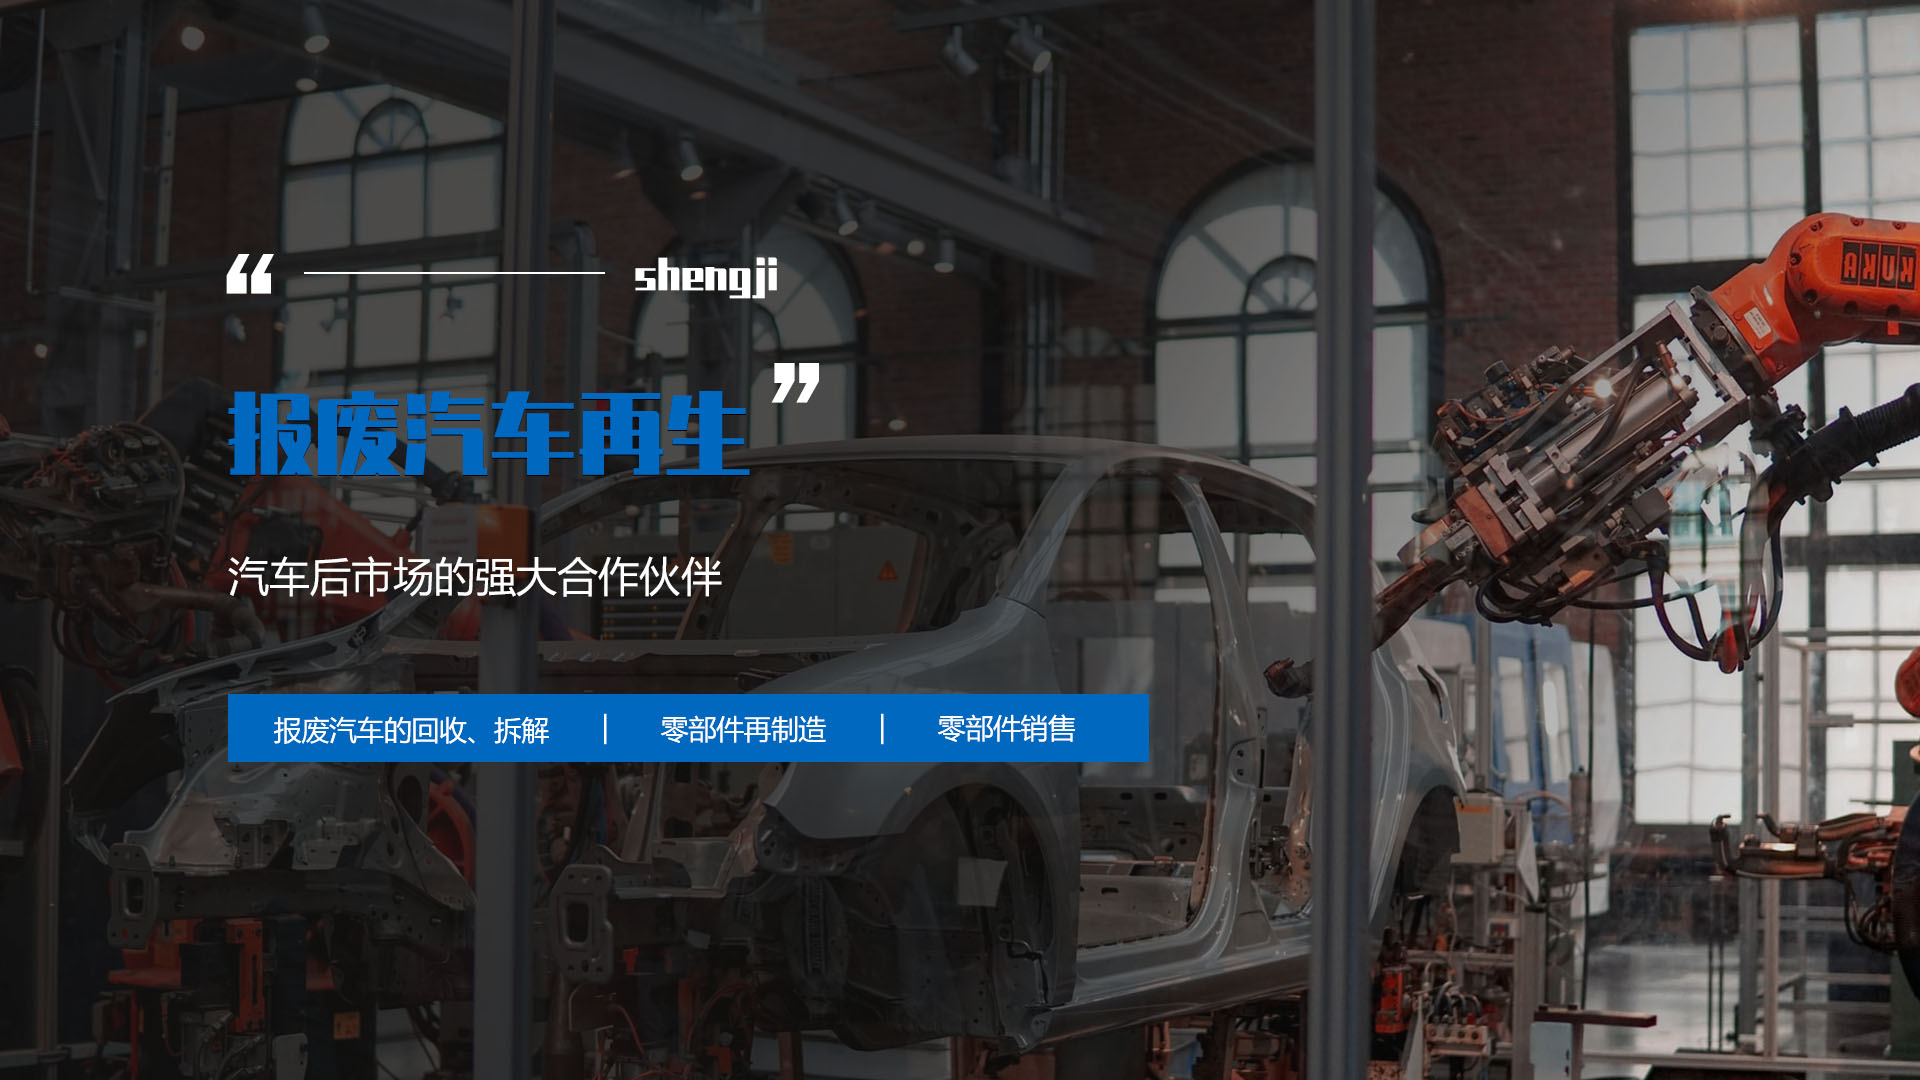 “ shengji
报废汽车再生 ”
汽车后市场的强大合作伙伴
报废汽车的回收、拆解 | 零部件再制造 | 零部件销售
KUKA